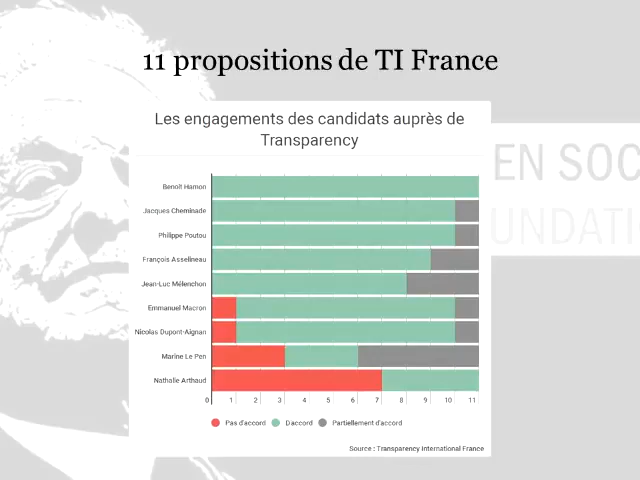 11 propositions de TI France
Les engagements des candidats auprès de
Transparency
EN SOC
UNDATI
Benoît Hamon
Jacques Cheminade
Philippe Poutou
François Asselineau
Jean-Luc Mélenchon
Emmanuel Macron
Nicolas Dupont-Aignan
Marine Le Pen
Nathalie Arthaud
0 1 2 3 4 5 6 7 8 9 10 11
Pas d'accord D'accord Partiellement d'accord
Source : Transparency International France